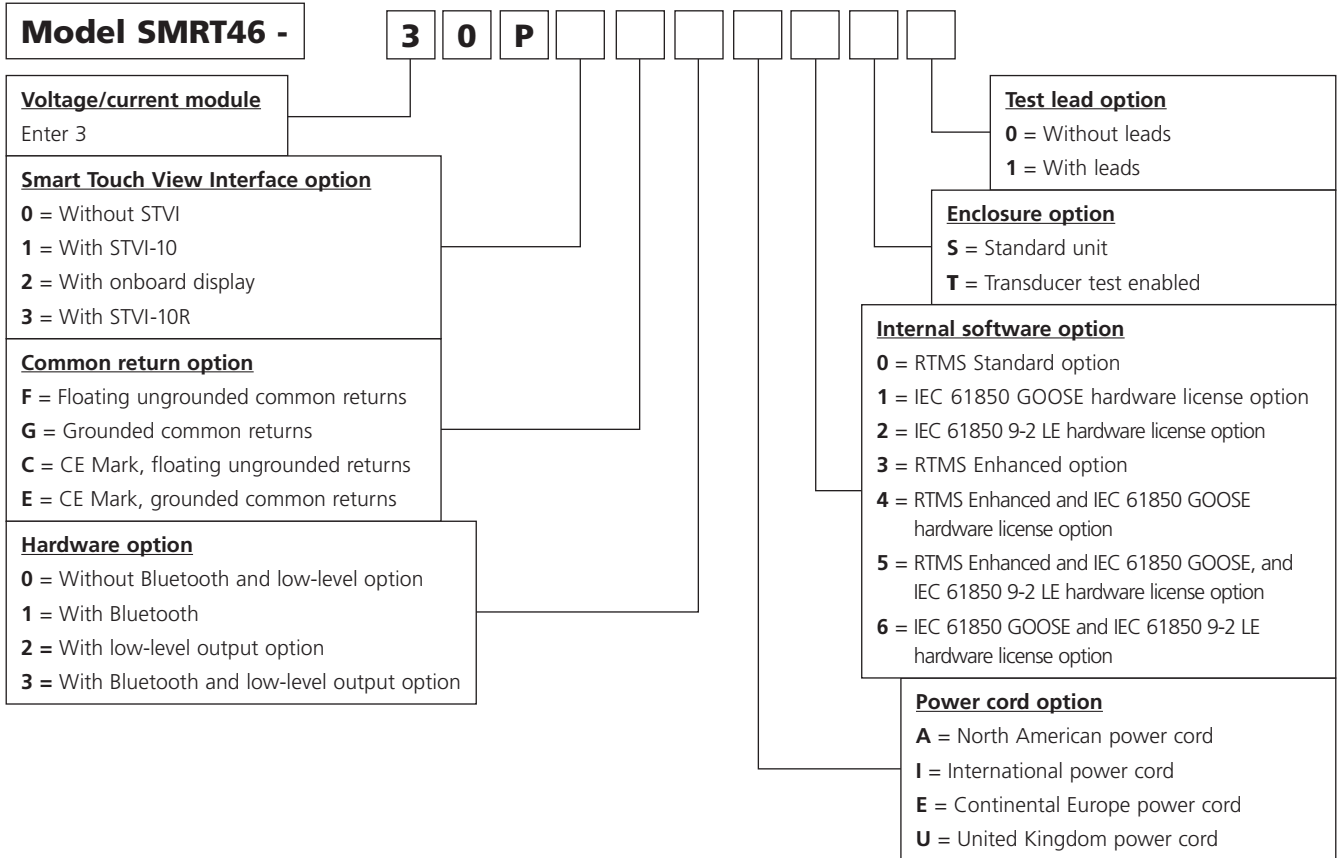 Model SMRT46 -
3 0 P
Voltage/current module
Enter 3
Smart Touch View Interface option
0 = Without STVI
1 = With STVI-10
2 = With onboard display
3 = With STVI-10R
Common return option
F = Floating ungrounded common returns
G = Grounded common returns
C = CE Mark, floating ungrounded returns
E = CE Mark, grounded common returns
Hardware option
0 = Without Bluetooth and low-level option
1 = With Bluetooth
2 = With low-level output option
3 = With Bluetooth and low-level output option
Test lead option
0 = Without leads
1 = With leads
Enclosure option
S = Standard unit
T = Transducer test enabled
Internal software option
0 = RTMS Standard option
1 = IEC 61850 GOOSE hardware license option
2 = IEC 61850 9-2 LE hardware license option
3 = RTMS Enhanced option
4 = RTMS Enhanced and IEC 61850 GOOSE
hardware license option
5 = RTMS Enhanced and IEC 61850 GOOSE, and
IEC 61850 9-2 LE hardware license option
6 = IEC 61850 GOOSE and IEC 61850 9-2 LE
hardware license option
Power cord option
A = North American power cord
I = International power cord
E = Continental Europe power cord
U = United Kingdom power cord